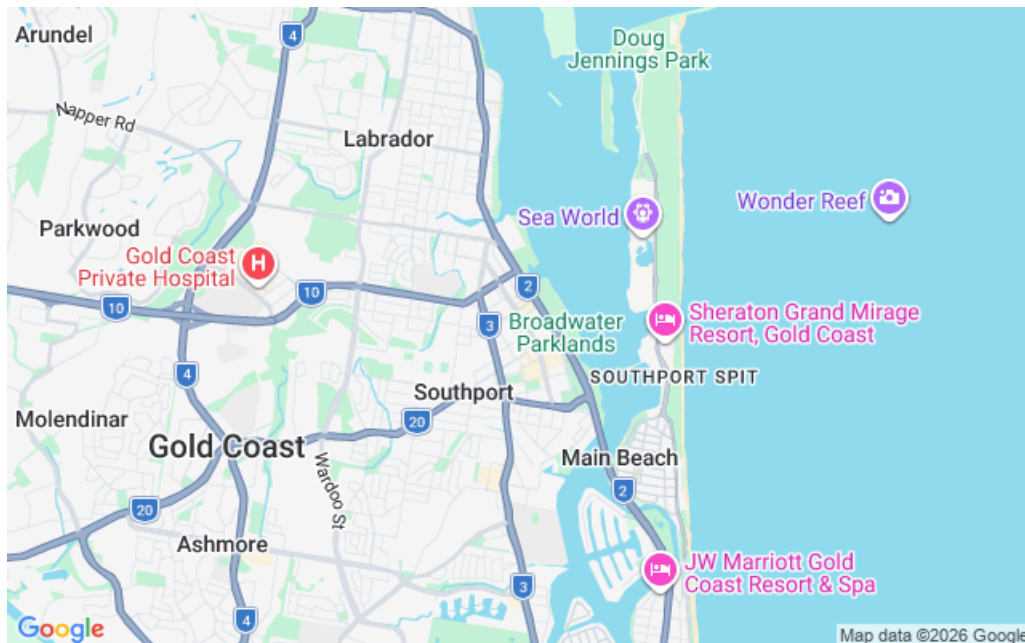 Arundel
4
Doug
Jennings Park
Napper Rd
Labrador
Sea World
Wonder Reef
Parkwood
Gold Coast
Private Hospital
H
10
10
2
3
Broadwater
Parklands
Sheraton Grand Mirage
Resort, Gold Coast
4
SOUTHPORT SPIT
Southport
Molendinar
20
Gold Coast
Main Beach
Wardoo St
2
20
Ashmore
JW Marriott Gold
Coast Resort & Spa
3
4
Google
Map data ©2026 Google